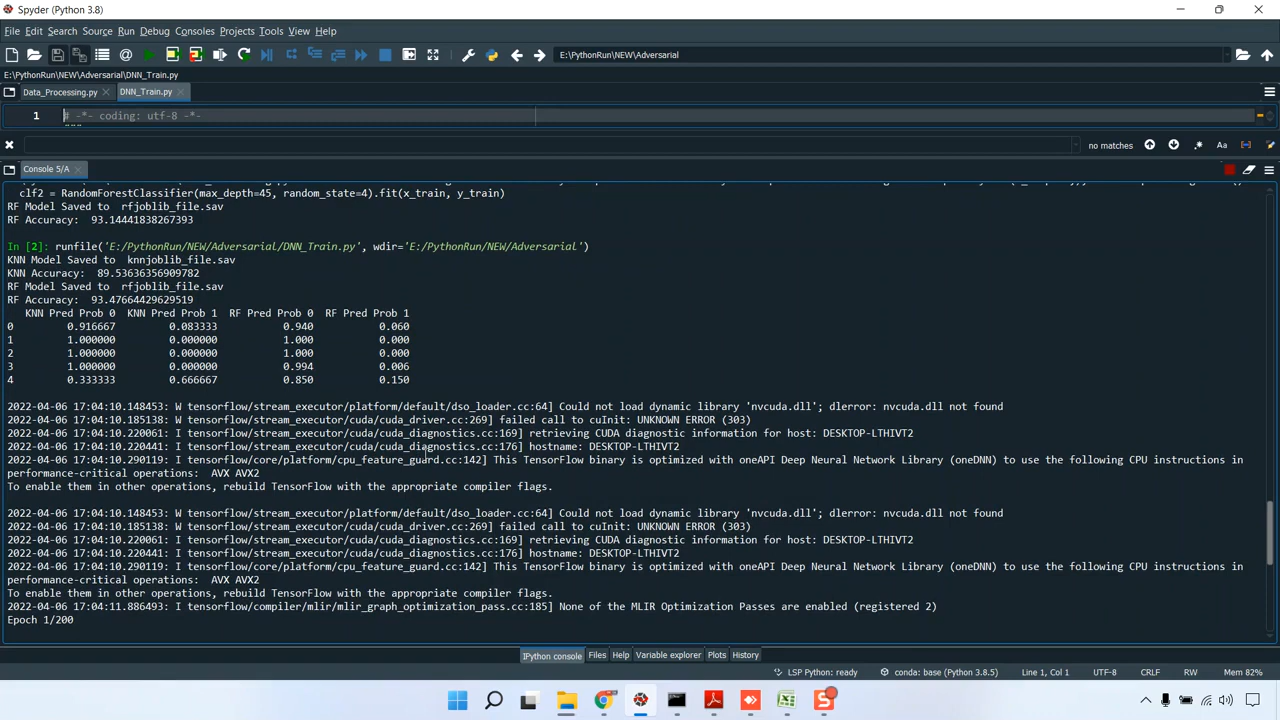 Spyder (Python 3.8)
File Edit Search Source Run Debug Consoles Projects Tools View Help
E:\PythonRun\NEW\Adversarial
E:\PythonRun\NEW\Adversarial\DNN_Train.py
Data_Processing.py DNN_Train.py
1 # -*- coding: utf-8 -*-
no matches
Console 5/A
clf2 = RandomForestClassifier(max_depth=45, random_state=4).fit(x_train, y_train)
RF Model Saved to rfjoblib_file.sav
RF Accuracy: 93.14441838267393
In [2]: runfile('E:/PythonRun/NEW/Adversarial/DNN_Train.py', wdir='E:/PythonRun/NEW/Adversarial')
KNN Model Saved to knnjoblib_file.sav
KNN Accuracy: 89.53636356909782
RF Model Saved to rfjoblib_file.sav
RF Accuracy: 93.47664429629519
KNN Pred Prob 0 KNN Pred Prob 1 RF Pred Prob 0 RF Pred Prob 1
0 0.916667 0.083333 0.940 0.060
1 1.000000 0.000000 1.000 0.000
2 1.000000 0.000000 1.000 0.000
3 1.000000 0.000000 0.994 0.006
4 0.333333 0.666667 0.850 0.150
2022-04-06 17:04:10.148453: W tensorflow/stream_executor/platform/default/dso_loader.cc:64] Could not load dynamic library 'nvcuda.dll'; dlerror: nvcuda.dll not found
2022-04-06 17:04:10.185138: W tensorflow/stream_executor/cuda/cuda_driver.cc:269] failed call to cuInit: UNKNOWN ERROR (303)
2022-04-06 17:04:10.220061: I tensorflow/stream_executor/cuda/cuda_diagnostics.cc:169] retrieving CUDA diagnostic information for host: DESKTOP-LTHIVT2
2022-04-06 17:04:10.220441: I tensorflow/stream_executor/cuda/cuda_diagnostics.cc:176] hostname: DESKTOP-LTHIVT2
2022-04-06 17:04:10.290119: I tensorflow/core/platform/cpu_feature_guard.cc:142] This TensorFlow binary is optimized with oneAPI Deep Neural Network Library (oneDNN) to use the following CPU instructions in
performance-critical operations: AVX AVX2
To enable them in other operations, rebuild TensorFlow with the appropriate compiler flags.
2022-04-06 17:04:10.148453: W tensorflow/stream_executor/platform/default/dso_loader.cc:64] Could not load dynamic library 'nvcuda.dll'; dlerror: nvcuda.dll not found
2022-04-06 17:04:10.185138: W tensorflow/stream_executor/cuda/cuda_driver.cc:269] failed call to cuInit: UNKNOWN ERROR (303)
2022-04-06 17:04:10.220061: I tensorflow/stream_executor/cuda/cuda_diagnostics.cc:169] retrieving CUDA diagnostic information for host: DESKTOP-LTHIVT2
2022-04-06 17:04:10.220441: I tensorflow/stream_executor/cuda/cuda_diagnostics.cc:176] hostname: DESKTOP-LTHIVT2
2022-04-06 17:04:10.290119: I tensorflow/core/platform/cpu_feature_guard.cc:142] This TensorFlow binary is optimized with oneAPI Deep Neural Network Library (oneDNN) to use the following CPU instructions in
performance-critical operations: AVX AVX2
To enable them in other operations, rebuild TensorFlow with the appropriate compiler flags.
2022-04-06 17:04:11.886493: I tensorflow/compiler/mlir/mlir_graph_optimization_pass.cc:185] None of the MLIR Optimization Passes are enabled (registered 2)
Epoch 1/200
IPython console Files Help Variable explorer Plots History
LSP Python: ready conda: base (Python 3.8.5) Line 1, Col 1 UTF-8 CRLF RW Mem 82%